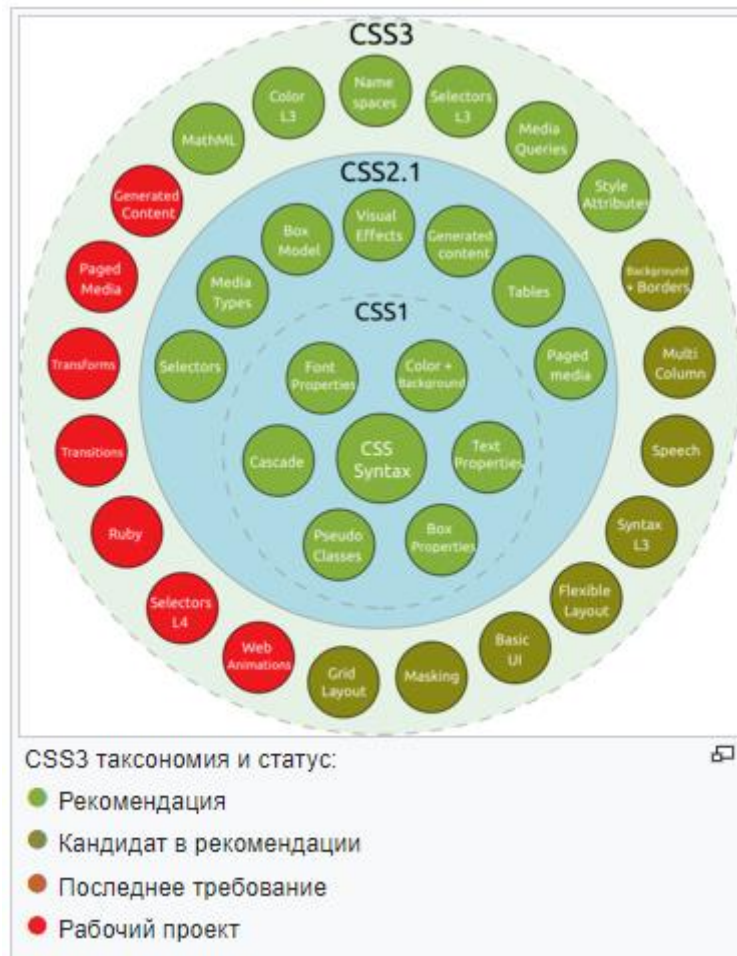 CSS3
Name
spaces
Color
L3
Selectors
L3
MathML
Media
Queries
Generated
Content
Style
Attributes
Paged
Media
Background
+ Borders
Transforms
Multi
Column
Transitions
Speech
Ruby
Syntax
L3
Selectors
L4
Flexible
Layout
Web
Animations
Basic
UI
Grid
Layout
Masking
CSS2.1
Visual
Effects
Box
Model
Generated
content
Media
Types
Tables
Selectors
Paged
media
CSS1
Font
Properties
Color +
Background
Cascade
CSS
Syntax
Text
Properties
Pseudo
Classes
Box
Properties
CSS3 таксономия и статус:
Рекомендация
Кандидат в рекомендации
Последнее требование
Рабочий проект